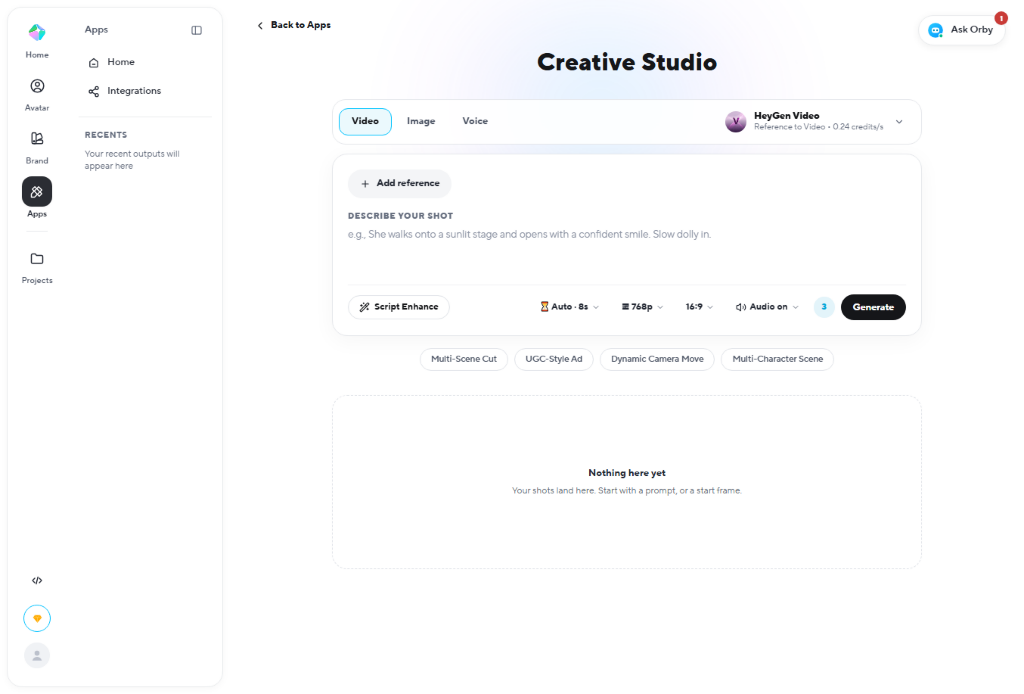 Home
Avatar
Brand
Apps
Projects
Apps
Home
Integrations
RECENTS
Your recent outputs will
appear here
Back to Apps
Ask Orby
1
Creative Studio
Video
Image
Voice
V
HeyGen Video
Reference to Video • 0.24 credits/s
+ Add reference
DESCRIBE YOUR SHOT
e.g., She walks onto a sunlit stage and opens with a confident smile. Slow dolly in.
Script Enhance
Auto · 8s
768p
16:9
Audio on
3
Generate
Multi-Scene Cut
UGC-Style Ad
Dynamic Camera Move
Multi-Character Scene
Nothing here yet
Your shots land here. Start with a prompt, or a start frame.